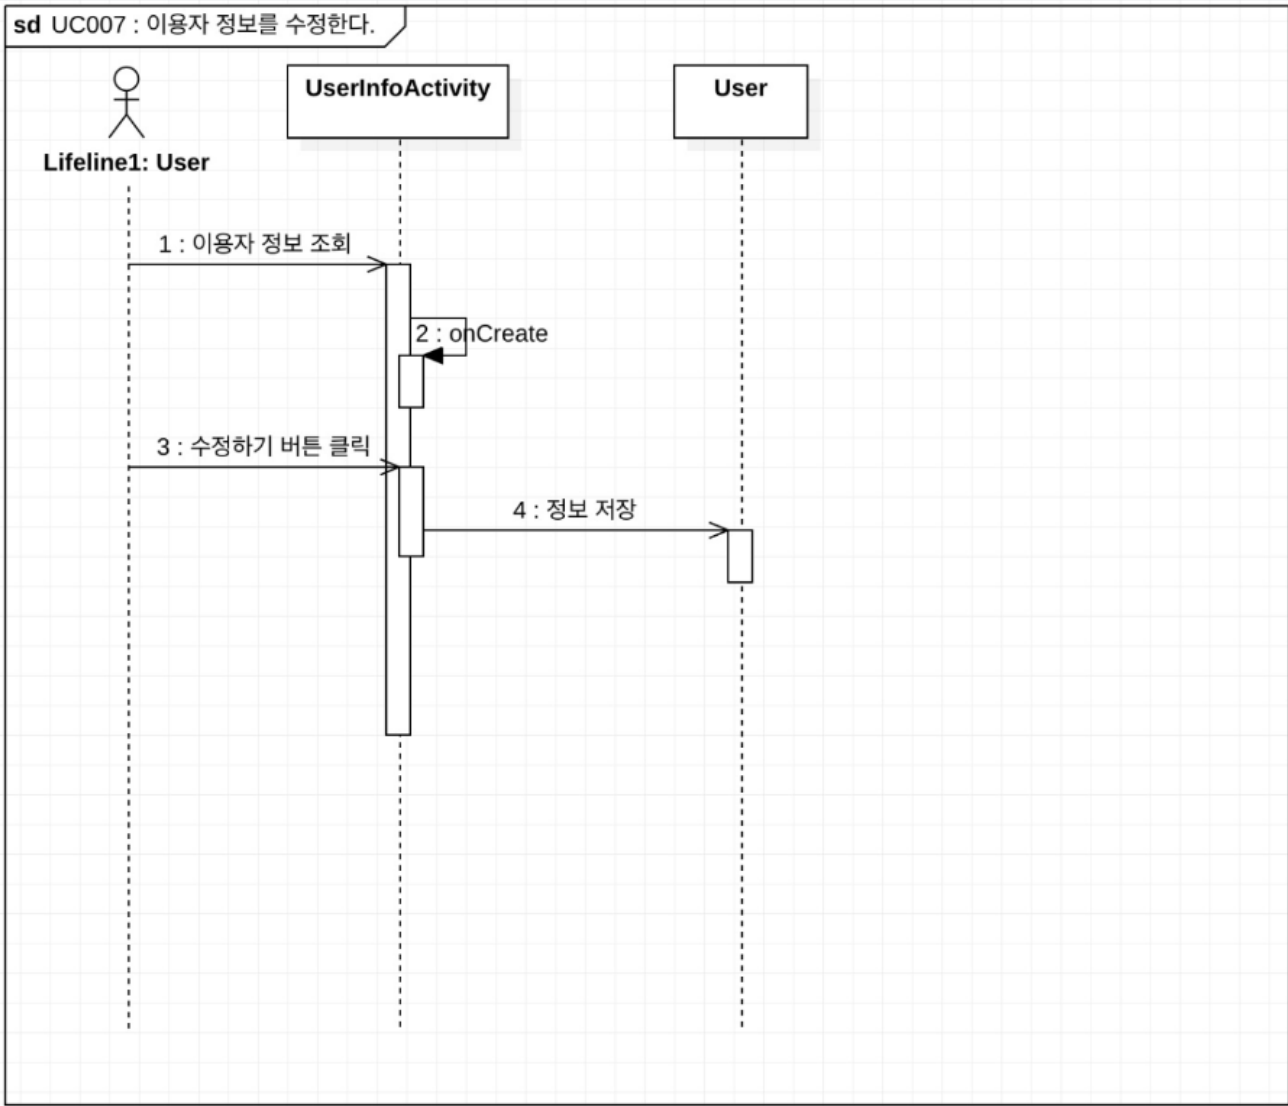 sd UC007 : 이용자 정보를 수정한다.
UserInfoActivity
User
Lifeline1: User
1 : 이용자 정보 조회
2 : onCreate
3 : 수정하기 버튼 클릭
4 : 정보 저장